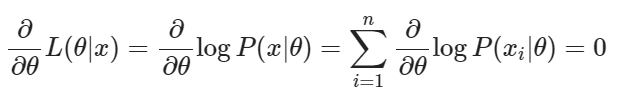 ∂/∂θ L(θ|x) = ∂/∂θ log P(x|θ) = ∑_{i=1}^{n} ∂/∂θ log P(x_i|θ) = 0